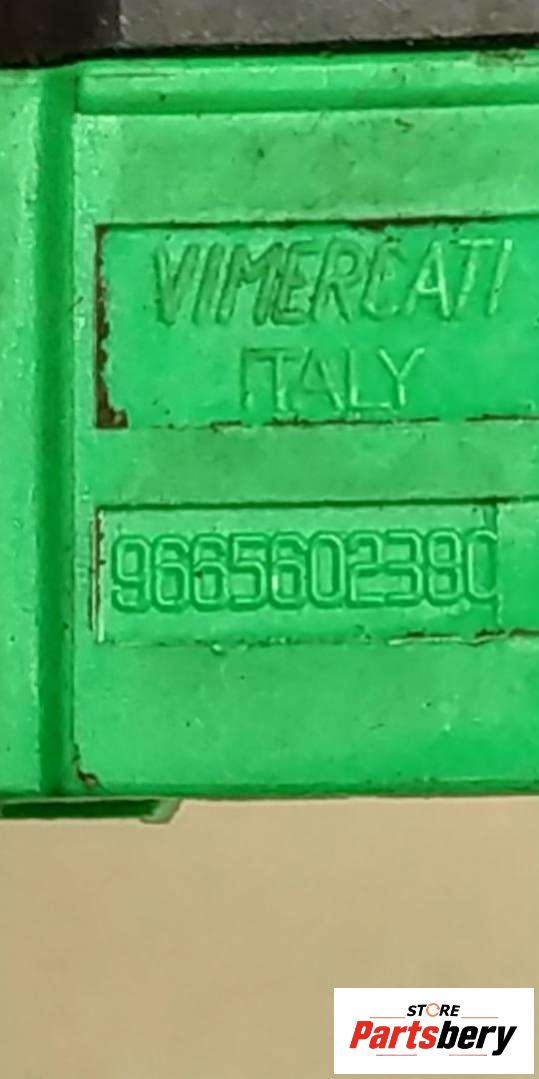 VIMERCATI
ITALY
9665602380
STORE
Partsbery